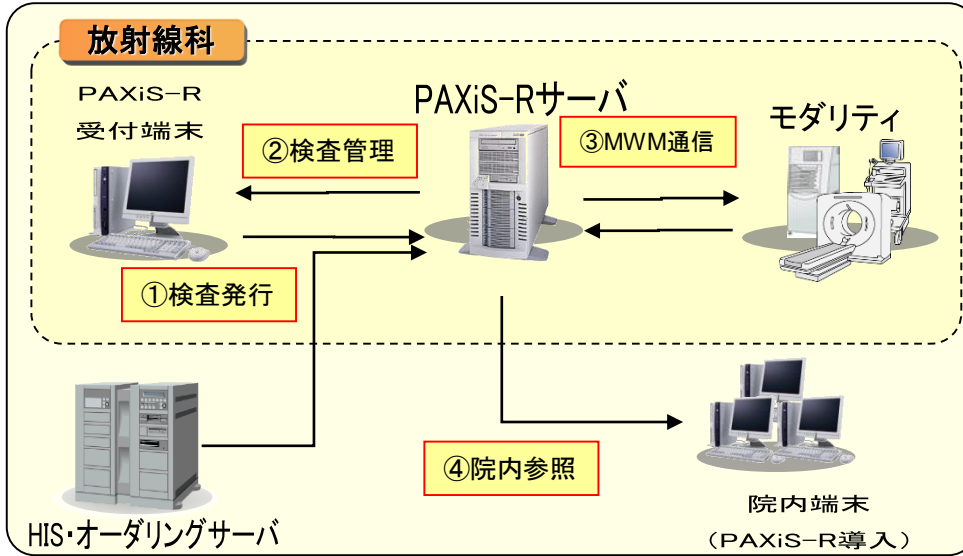 放射線科
PAXiS-R
受付端末
PAXiS-Rサーバ
モダリティ
②検査管理
③MWM通信
①検査発行
④院内参照
HIS・オーダリングサーバ
院内端末
(PAXiS-R導入)